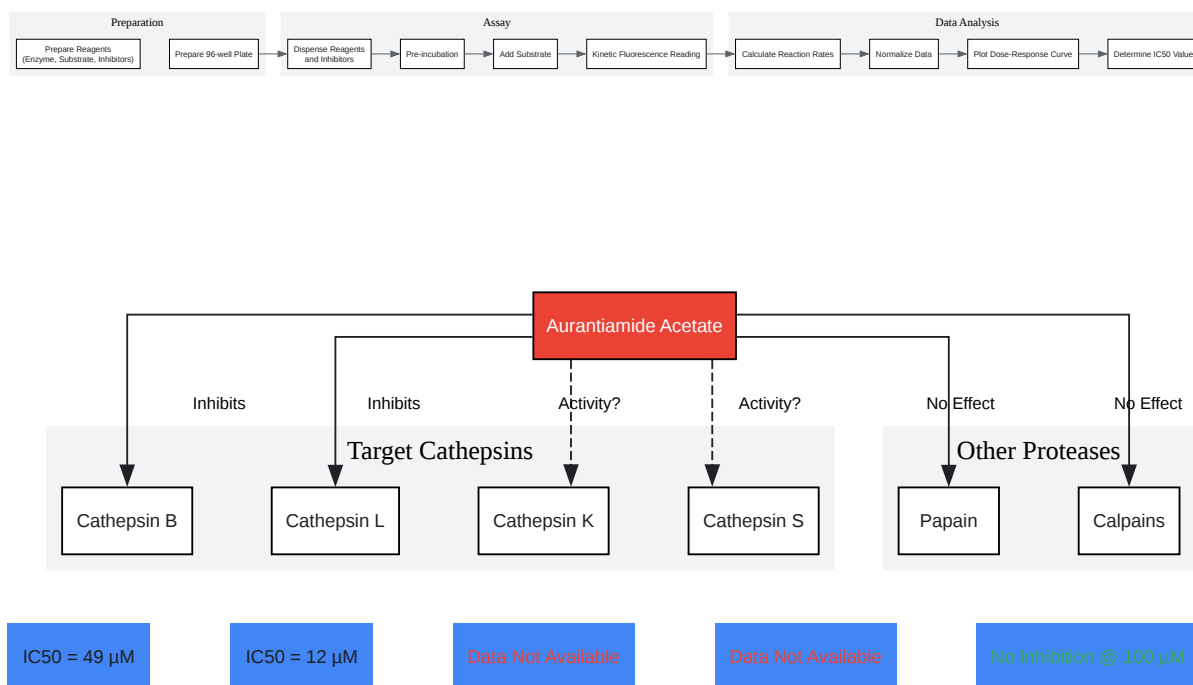 Preparation
Assay
Data Analysis
Prepare Reagents
(Enzyme, Substrate, Inhibitors)
Prepare 96-well Plate
Dispense Reagents
and Inhibitors
Pre-incubation
Add Substrate
Kinetic Fluorescence Reading
Calculate Reaction Rates
Normalize Data
Plot Dose-Response Curve
Determine IC50 Value
Aurantiamide Acetate
Inhibits
Inhibits
Activity?
Activity?
No Effect
No Effect
Target Cathepsins
Other Proteases
Cathepsin B
Cathepsin L
Cathepsin K
Cathepsin S
Papain
Calpains
IC50 = 49 µM
IC50 = 12 µM
Data Not Available
Data Not Available
No Inhibition @ 100 µM